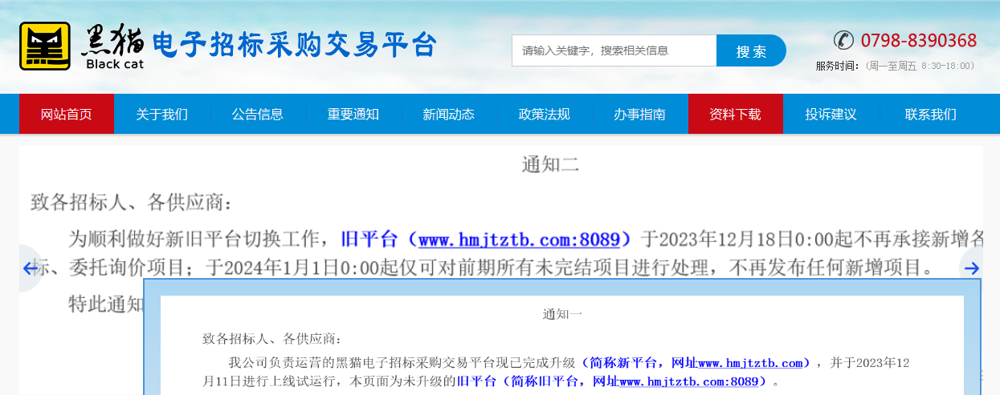 黑猫 电子招标采购交易平台
Black cat
请输入关键字，搜索相关信息 搜 索
0798-8390368
服务时间：（周一至周五 8:30-18:00）
网站首页 关于我们 公告信息 重要通知 新闻动态 政策法规 办事指南 资料下载 投诉建议 联系我们
通知二
致各招标人、各供应商：
为顺利做好新旧平台切换工作，旧平台（www.hmjtztb.com:8089）于2023年12月18日0:00起不再承接新增各
标、委托询价项目；于2024年1月1日0:00起仅可对前期所有未完结项目进行处理，不再发布任何新增项目。
特此通知
通知一
致各招标人、各供应商：
我公司负责运营的黑猫电子招标采购交易平台现已完成升级（简称新平台，网址www.hmjtztb.com），并于2023年12
月11日进行上线试运行，本页面为未升级的旧平台（简称旧平台，网址www.hmjtztb.com:8089）。